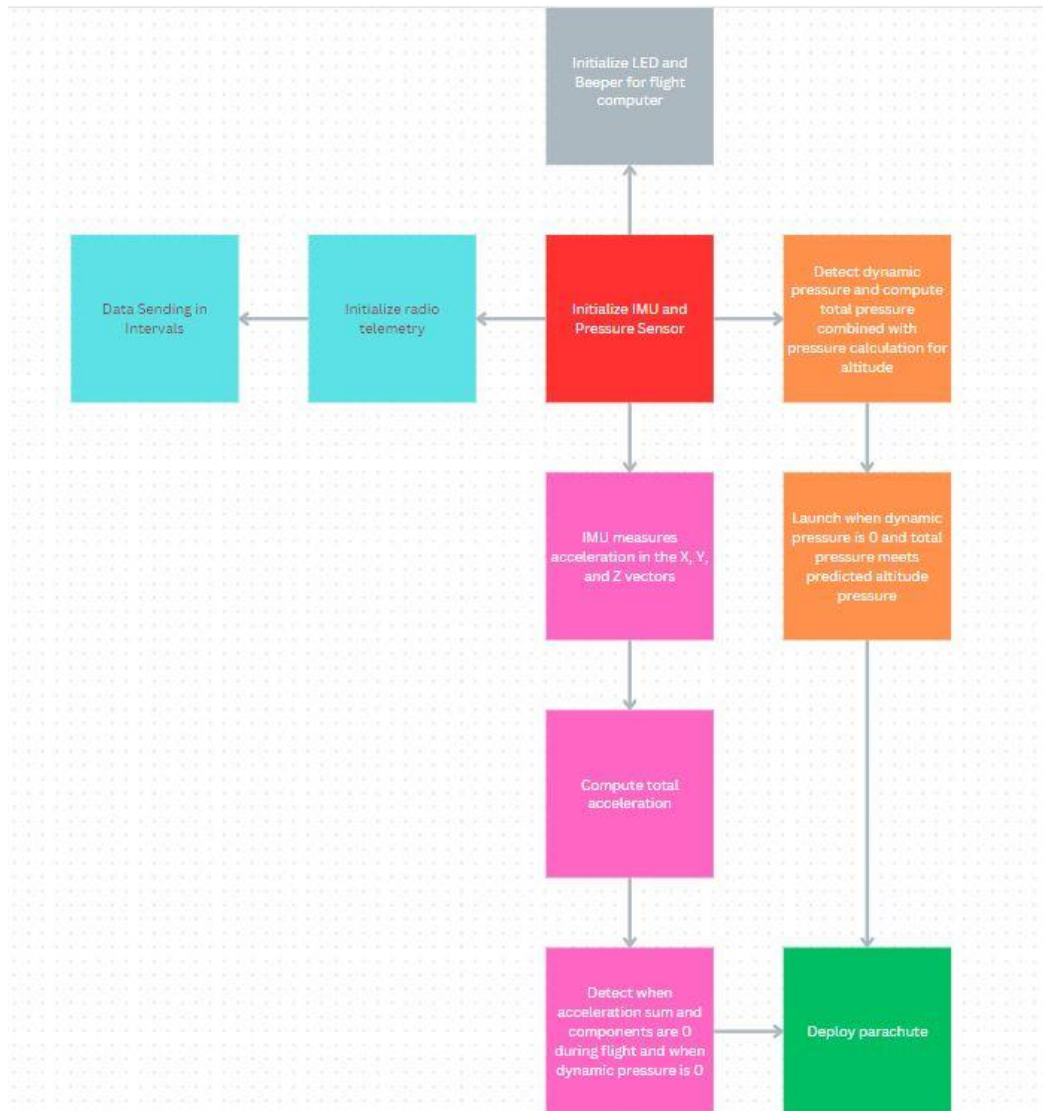 Initialize LED and
Beeper for flight
computer
Data Sending in
Intervals
Initialize radio
telemetry
Initialize IMU and
Pressure Sensor
Detect dynamic
pressure and compute
total pressure
combined with
pressure calculation for
altitude
IMU measures
acceleration in the X, Y,
and Z vectors
Launch when dynamic
pressure is 0 and total
pressure meets
predicted altitude
pressure
Compute total
acceleration
Detect when
acceleration sum and
components are 0
during flight and when
dynamic pressure is 0
Deploy parachute